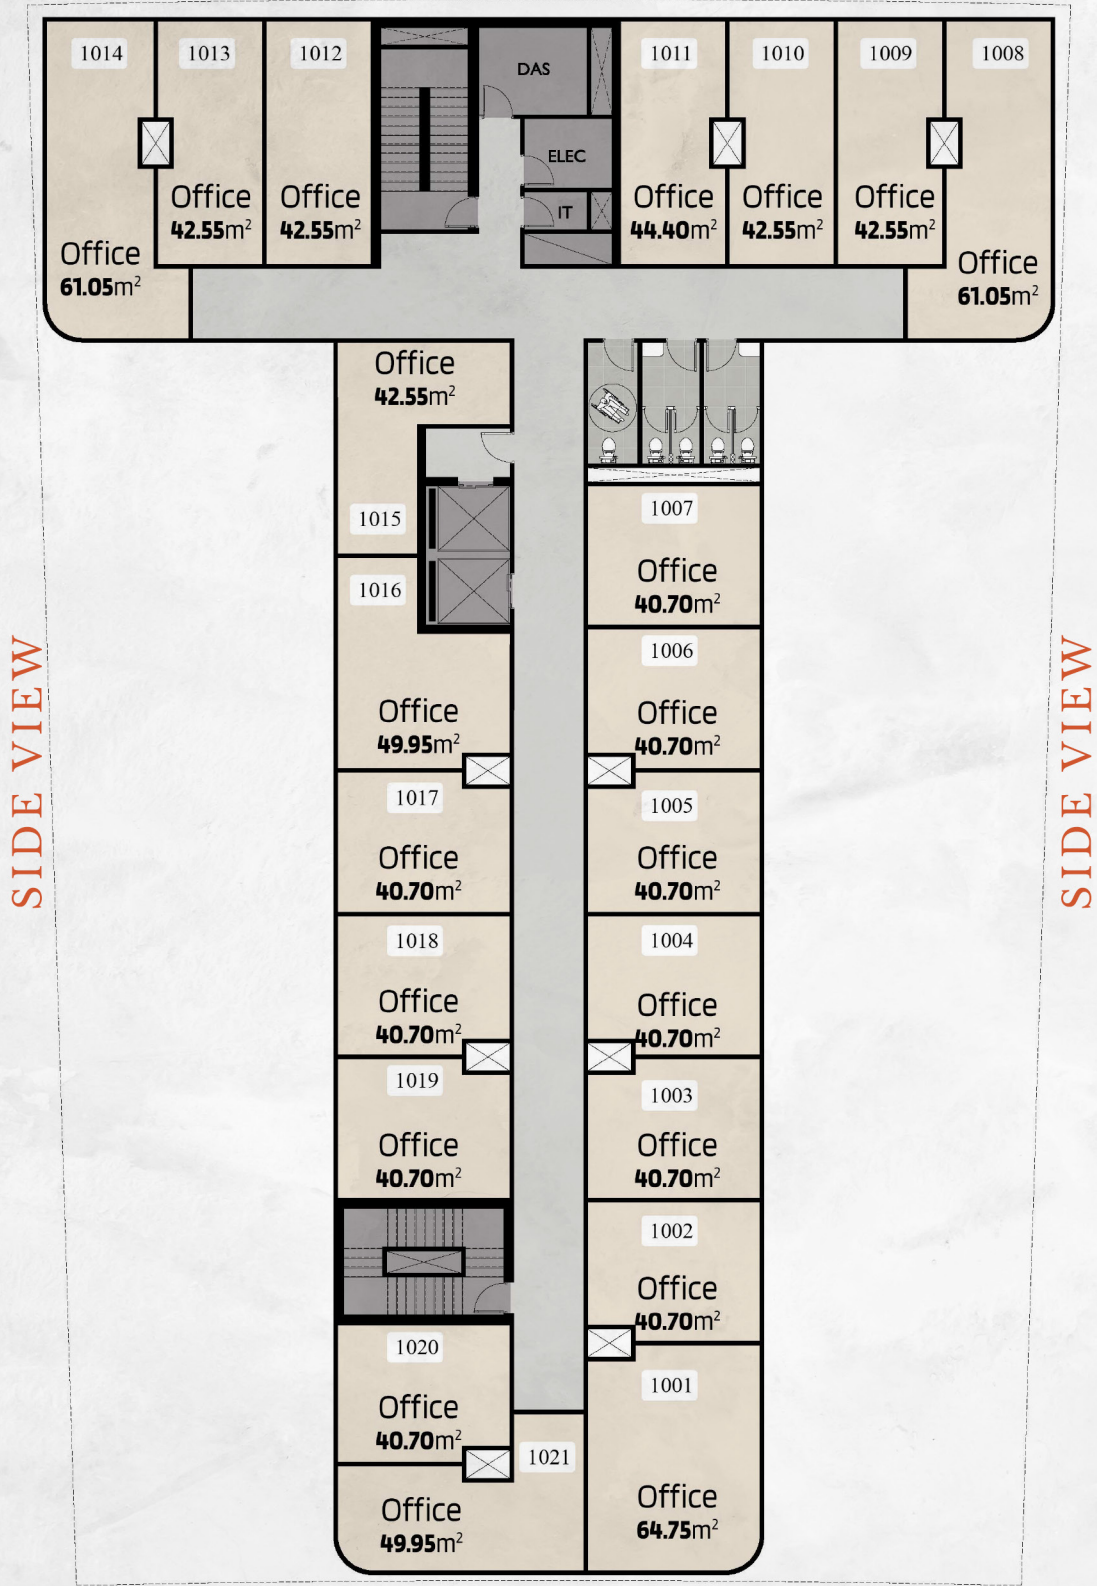 1014
1013
1012
DAS
1011
1010
1009
1008
ELEC
IT
Office
42.55m²
Office
42.55m²
Office
44.40m²
Office
42.55m²
Office
42.55m²
Office
61.05m²
Office
61.05m²
Office
42.55m²
1015
1007
Office
40.70m²
1016
Office
49.95m²
1006
Office
40.70m²
SIDE VIEW
SIDE VIEW
1017
Office
40.70m²
1005
Office
40.70m²
1018
Office
40.70m²
1004
Office
40.70m²
1019
Office
40.70m²
1003
Office
40.70m²
1002
Office
40.70m²
1020
Office
40.70m²
1001
Office
64.75m²
1021
Office
49.95m²